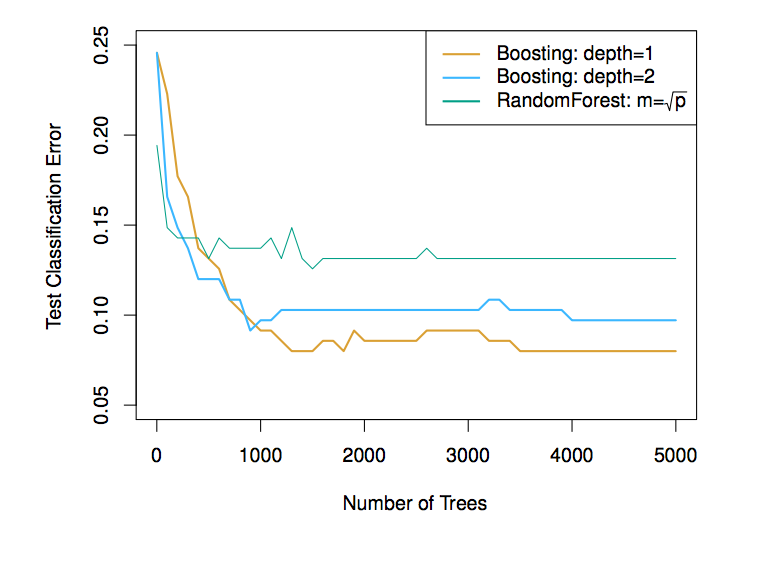 Boosting: depth=1
Boosting: depth=2
RandomForest: m=√p
0.25
0.20
0.15
0.10
0.05
Test Classification Error
0 1000 2000 3000 4000 5000
Number of Trees